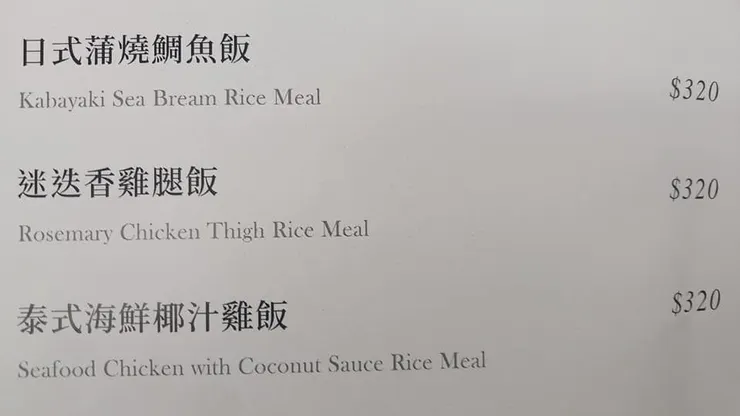 日式蒲燒鯛魚飯
Kabayaki Sea Bream Rice Meal $320
迷迭香雞腿飯
Rosemary Chicken Thigh Rice Meal $320
泰式海鮮椰汁雞飯
Seafood Chicken with Coconut Sauce Rice Meal $320